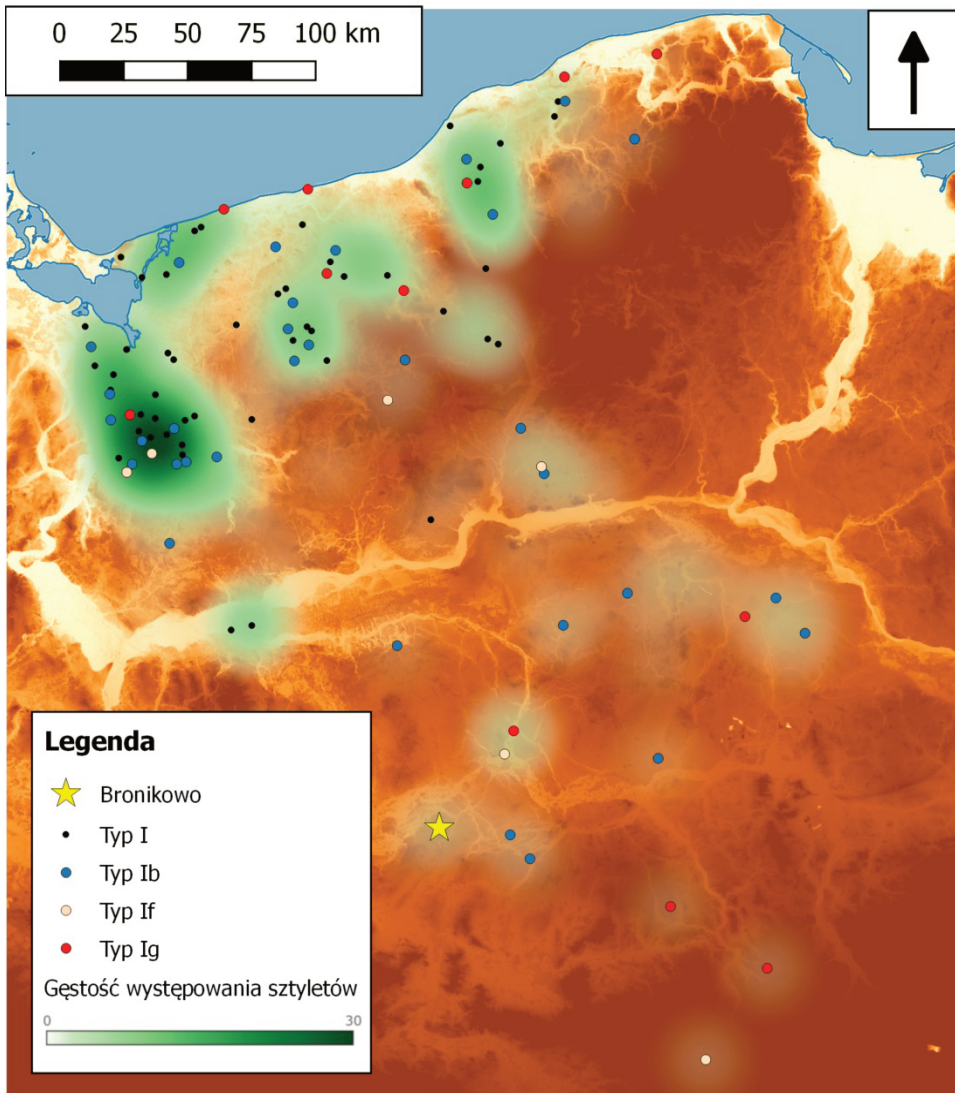 0 25 50 75 100 km
Legenda
Bronikowo
Typ I
Typ Ib
Typ If
Typ Ig
Gęstość występowania sztyletów
0 30